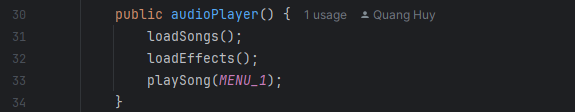 30 public audioPlayer() { 1 usage Quang Huy
31 loadSongs();
32 loadEffects();
33 playSong(MENU_1);
34 }